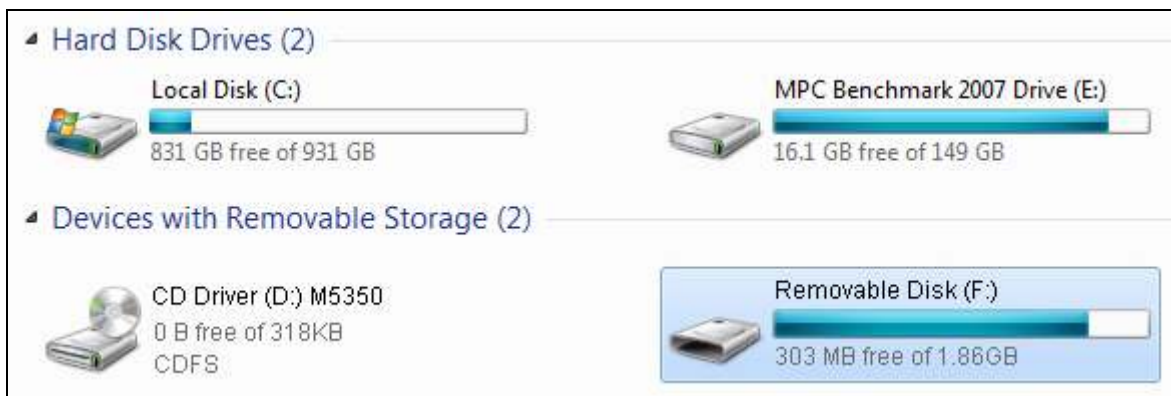 Hard Disk Drives (2)
Local Disk (C:)
831 GB free of 931 GB
MPC Benchmark 2007 Drive (E:)
16.1 GB free of 149 GB
Devices with Removable Storage (2)
CD Driver (D:) M5350
0 B free of 318KB
CDFS
Removable Disk (F:)
303 MB free of 1.86GB